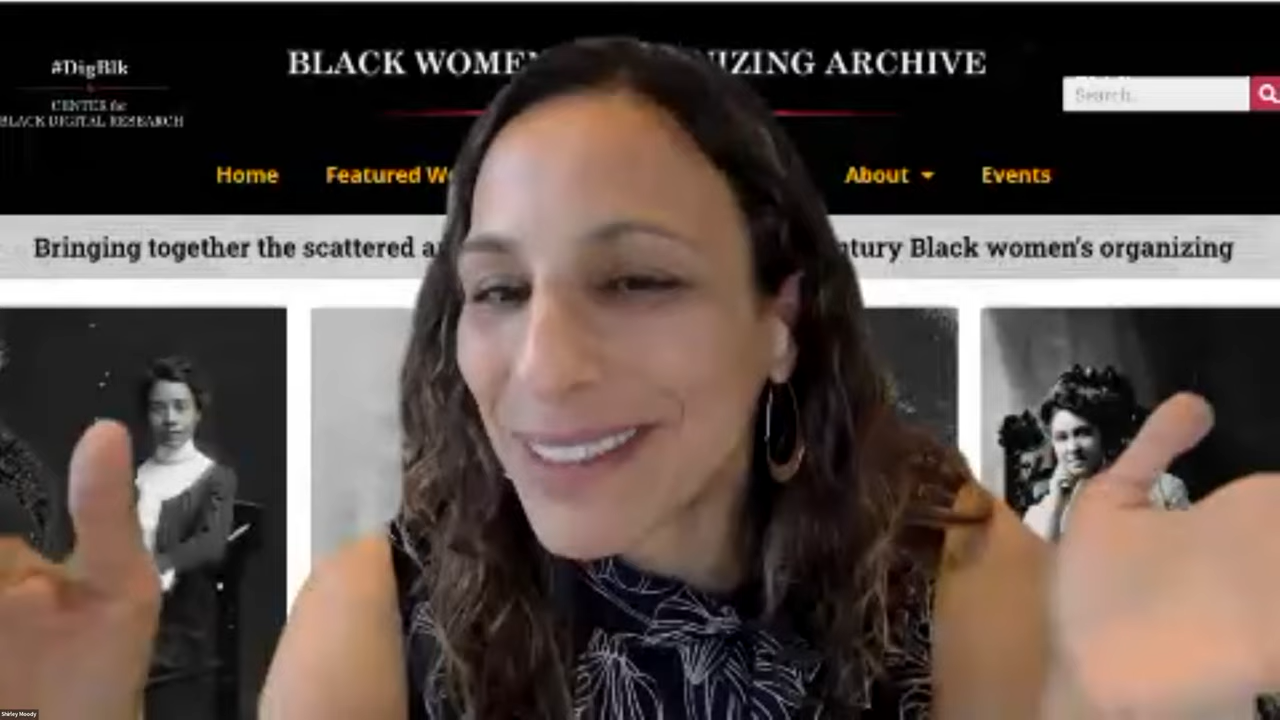 BLACK WOMEN IZING ARCHIVE
#DigBlk
CENTER for
BLACK DIGITAL RESEARCH
Search...
Home Featured About Events
Bringing together the scattered ntury Black women's organizing
Shirley Moody